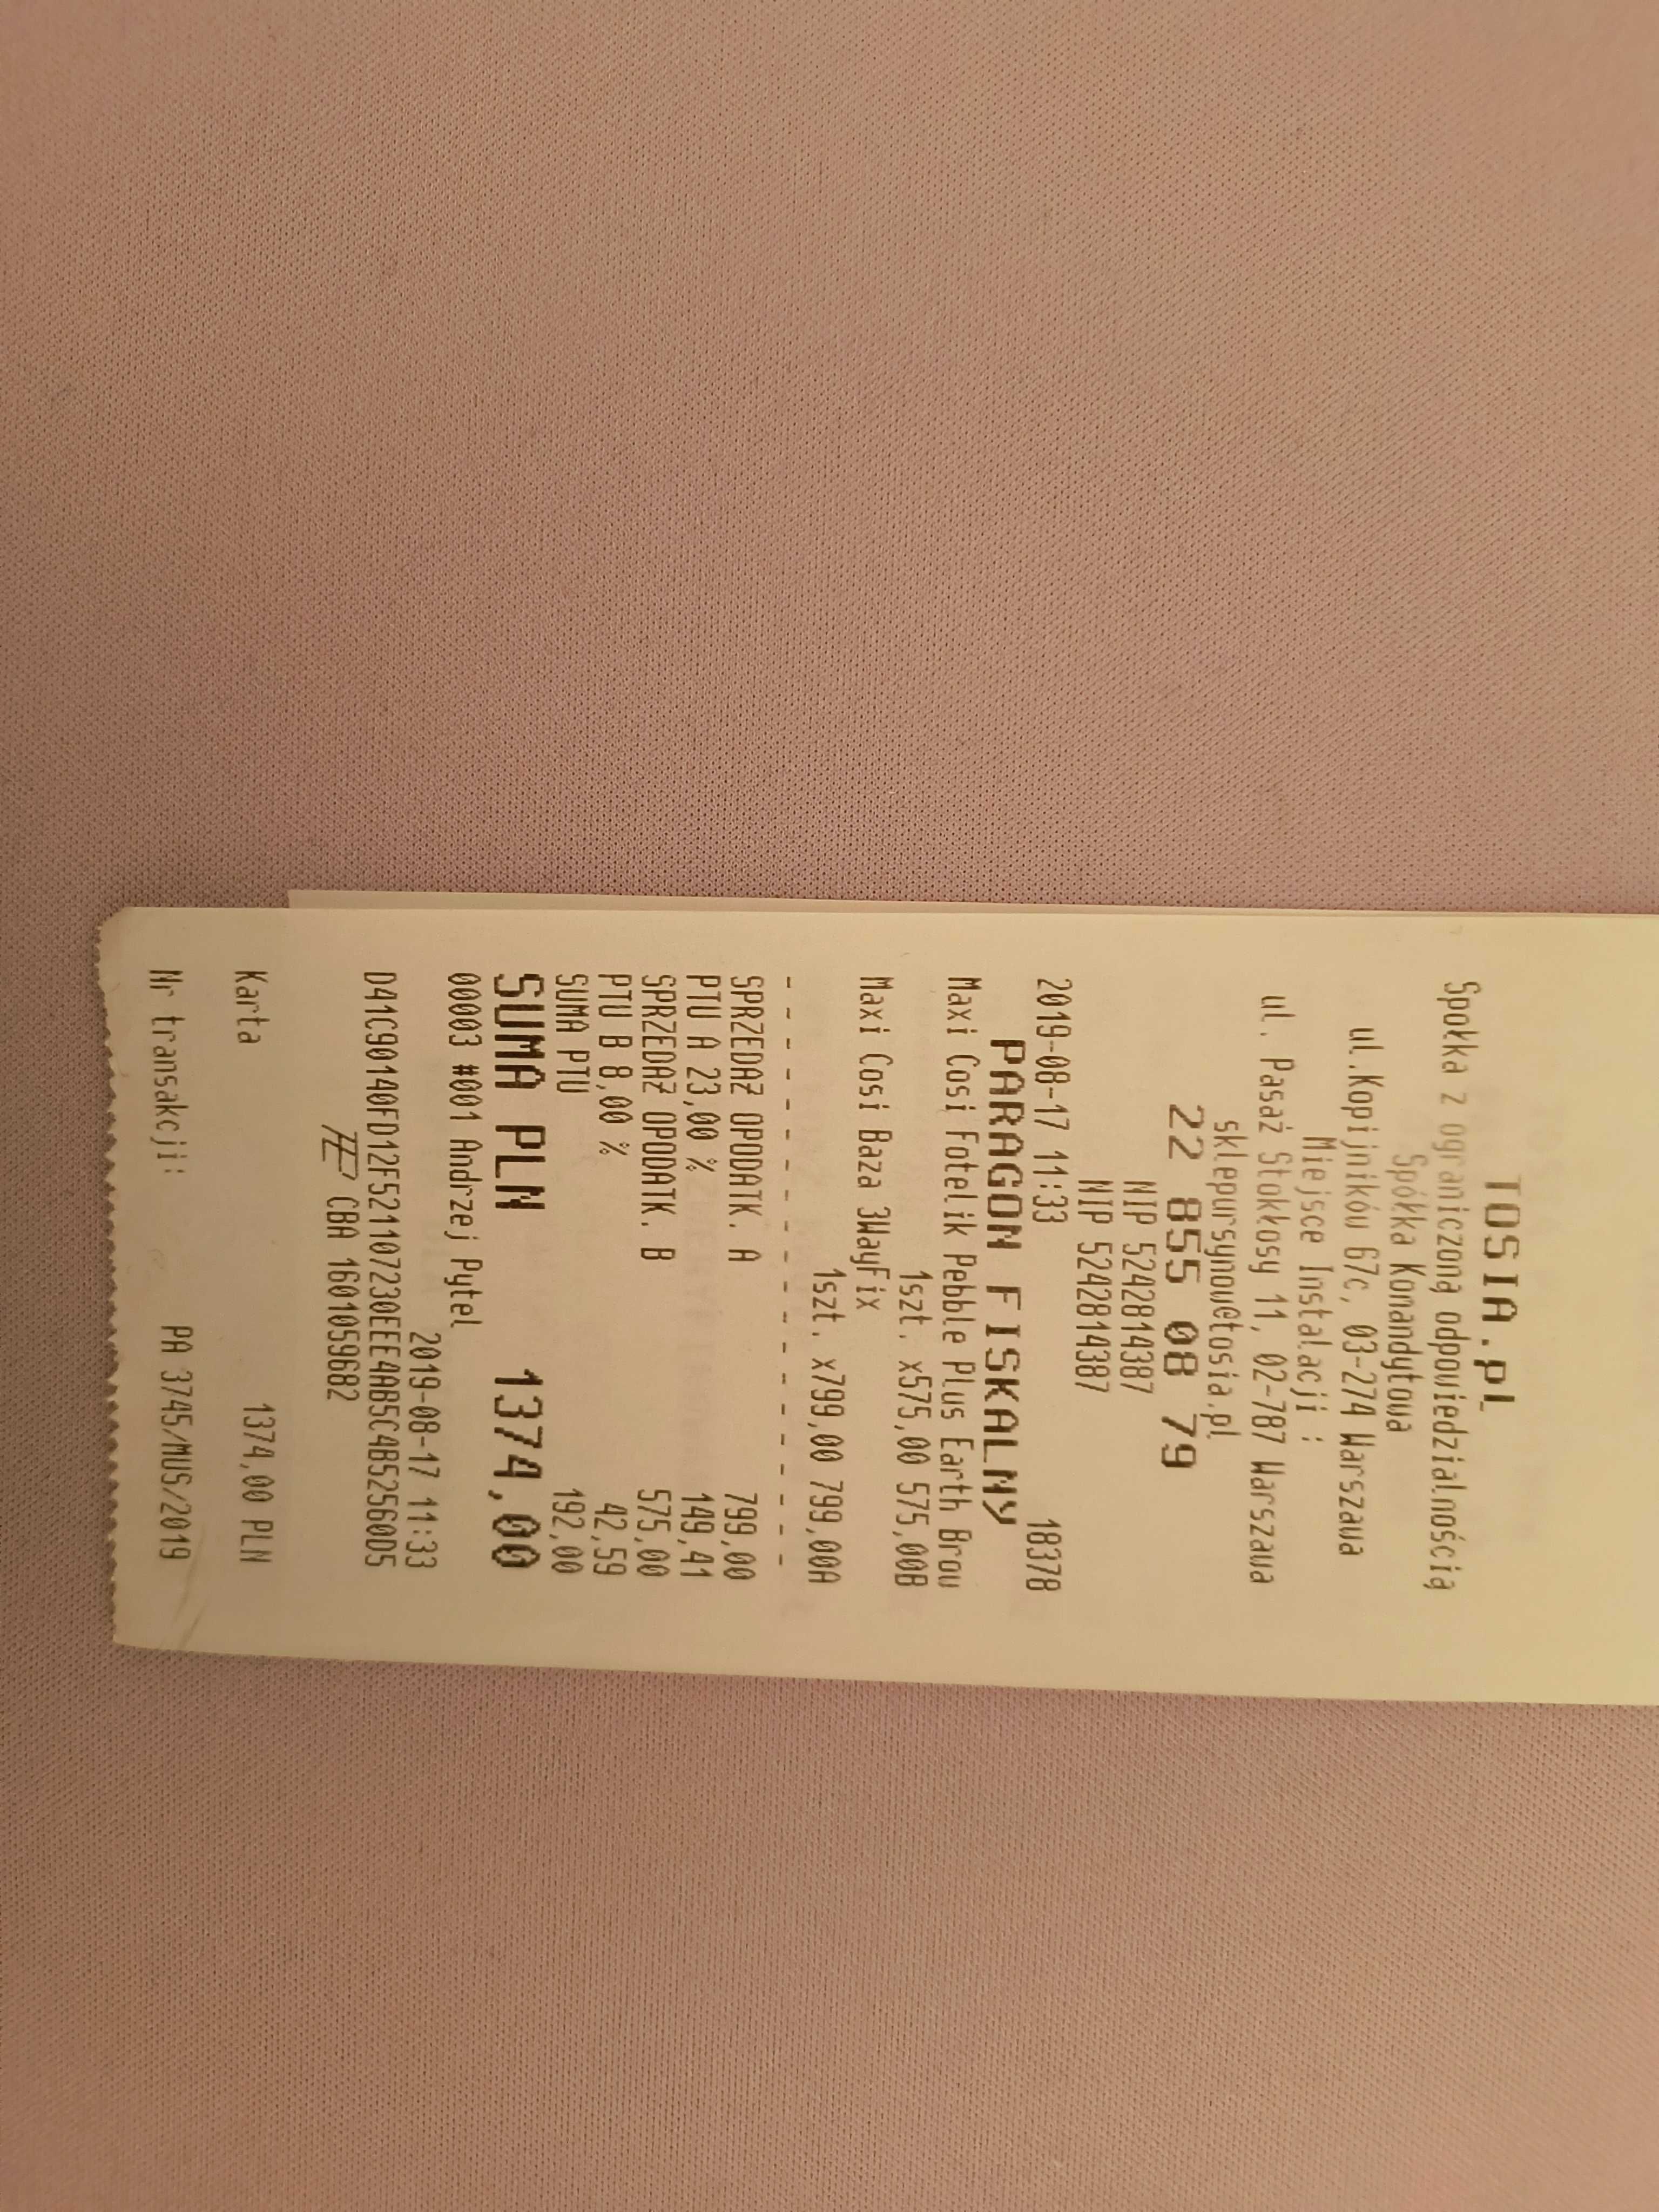 TOSIA.PL
Spółka z ograniczoną odpowiedzialnością
Spółka Komandytowa
ul.Kopijników 67c, 03-274 Warszawa
Miejsce Instalacji :
ul. Pasaż Stokłosy 11, 02-787 Warszawa
sklepursynow@tosia.pl
22 855 08 79
NIP 5242814387
NIP 5242814387
2019-08-17 11:33 18378
PARAGON FISKALNY
Maxi Cosi Fotelik Pebble Plus Earth Brow
1szt. x575,00 575,00B
Maxi Cosi Baza 3WayFix
1szt. x799,00 799,00A
- - - - - - - - - - - - - - - - - - - -
SPRZEDAŻ OPODATK. A 799,00
PTU A 23,00 % 149,41
SPRZEDAŻ OPODATK. B 575,00
PTU B 8,00 % 42,59
SUMA PTU 192,00
SUMA PLN 1374,00
00003 #001 Andrzej Pytel
2019-08-17 11:33
D41C90140FD12F521107230EEE4AB5C4B52560D5
CBA 1601059682
Karta 1374,00 PLN
Nr transakcji: PA 3745/MUS/2019